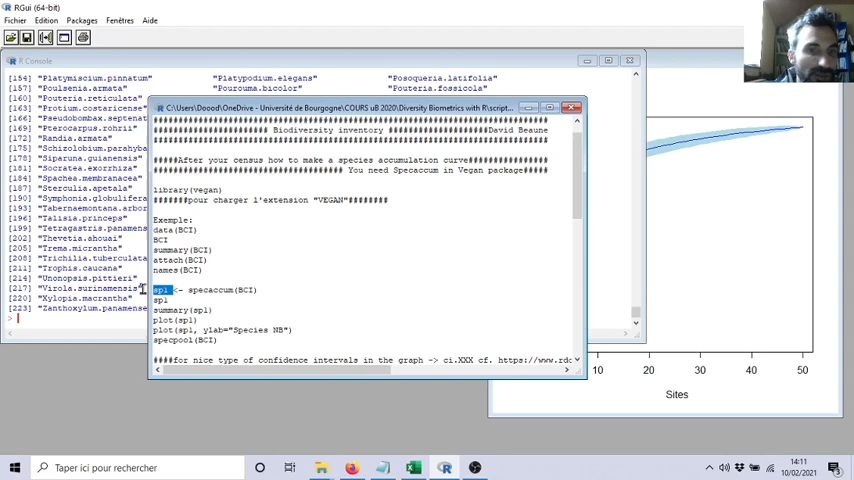 RGui (64-bit)
Fichier Edition Packages Fenêtres Aide
R Console
[154] "Platymiscium.pinnatum" "Platypodium.elegans" "Posoqueria.latifolia"
[157] "Poulsenia.armata" "Pourouma.bicolor" "Pouteria.fossicola"
[160] "Pouteria.reticulata"
[163] "Protium.costaricense"
[166] "Pseudobombax.septenat
[169] "Pterocarpus.rohrii"
[172] "Randia.armata"
[175] "Schizolobium.parahyba
[178] "Siparuna.guianensis"
[181] "Socratea.exorrhiza"
[184] "Spachea.membranacea"
[187] "Sterculia.apetala"
[190] "Symphonia.globulifera
[193] "Tabernaemontana.arbor
[196] "Talisia.princeps"
[199] "Tetragastris.panamens
[202] "Thevetia.ahouai"
[205] "Trema.micrantha"
[208] "Trichilia.tuberculata
[211] "Trophis.caucana"
[214] "Unonopsis.pittieri"
[217] "Virola.surinamensis"
[220] "Xylopia.macrantha"
[223] "Zanthoxylum.panamense
>
C:\Users\Doood\OneDrive - Université de Bourgogne\COURS uB 2020\Diversity Biometrics with R\script...
######################## Biodiversity inventory ####################David Beaune
#####After your census how to make a species accumulation curve################
####################################### You need Specaccum in Vegan package#####
library(vegan)
#######pour charger l'extension "VEGAN"########
Exemple:
data(BCI)
BCI
summary(BCI)
attach(BCI)
names(BCI)
sp1 <- specaccum(BCI)
sp1
summary(sp1)
plot(sp1)
plot(sp1, ylab="Species NB")
specpool(BCI)
####for nice type of confidence intervals in the graph -> ci.XXX cf. https://www.rdo
10 20 30 40 50
Sites
Taper ici pour rechercher
14:11
10/02/2021
3